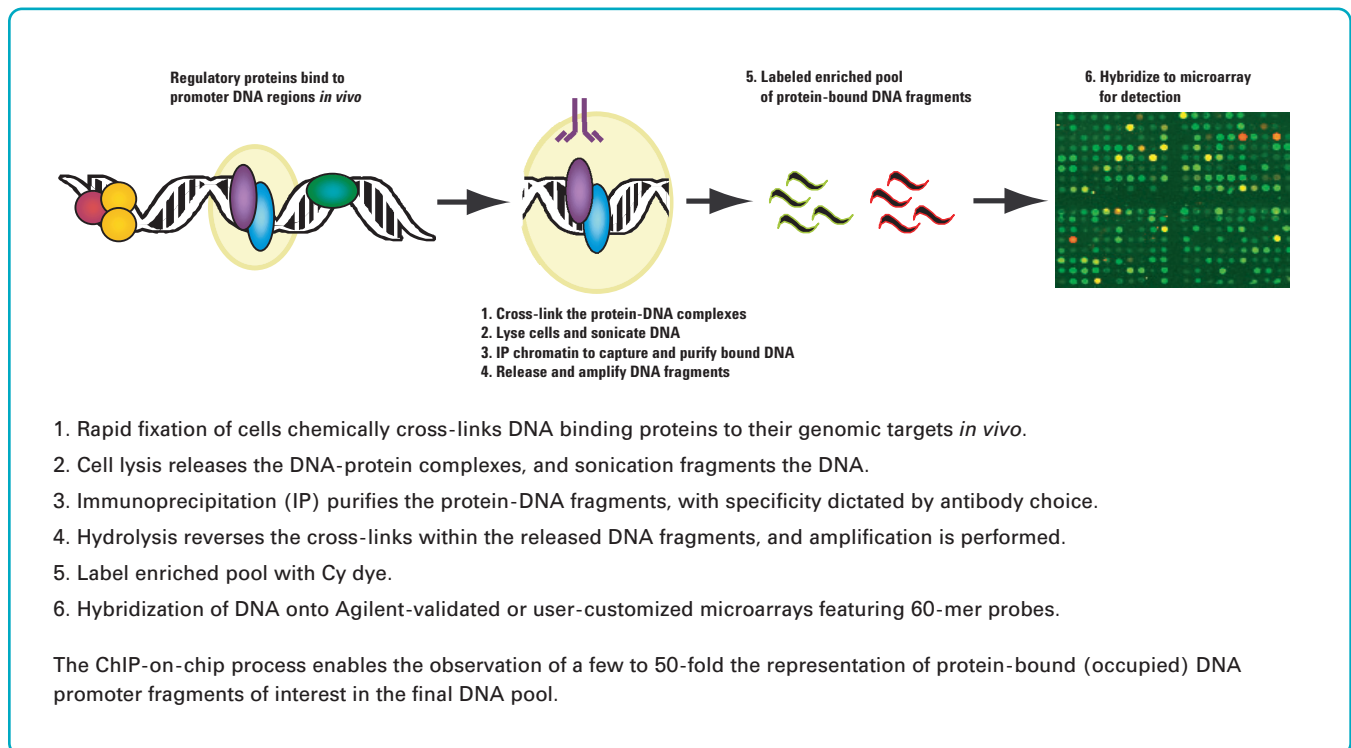 Regulatory proteins bind to
promoter DNA regions in vivo
5. Labeled enriched pool
of protein-bound DNA fragments
6. Hybridize to microarray
for detection
1. Cross-link the protein-DNA complexes
2. Lyse cells and sonicate DNA
3. IP chromatin to capture and purify bound DNA
4. Release and amplify DNA fragments
1. Rapid fixation of cells chemically cross-links DNA binding proteins to their genomic targets in vivo.
2. Cell lysis releases the DNA-protein complexes, and sonication fragments the DNA.
3. Immunoprecipitation (IP) purifies the protein-DNA fragments, with specificity dictated by antibody choice.
4. Hydrolysis reverses the cross-links within the released DNA fragments, and amplification is performed.
5. Label enriched pool with Cy dye.
6. Hybridization of DNA onto Agilent-validated or user-customized microarrays featuring 60-mer probes.
The ChIP-on-chip process enables the observation of a few to 50-fold the representation of protein-bound (occupied) DNA
promoter fragments of interest in the final DNA pool.